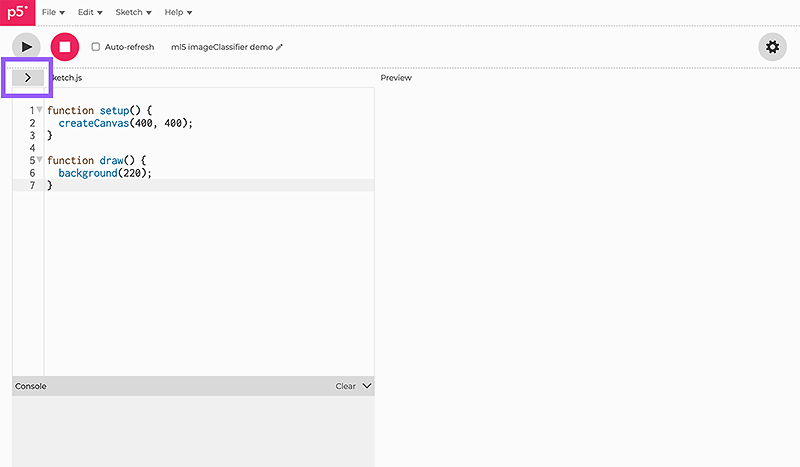 p5* File Edit Sketch Help
Auto-refresh ml5 imageClassifier demo
> sketch.js Preview
1 function setup() {
2 createCanvas(400, 400);
3 }
4
5 function draw() {
6 background(220);
7 }
Console Clear